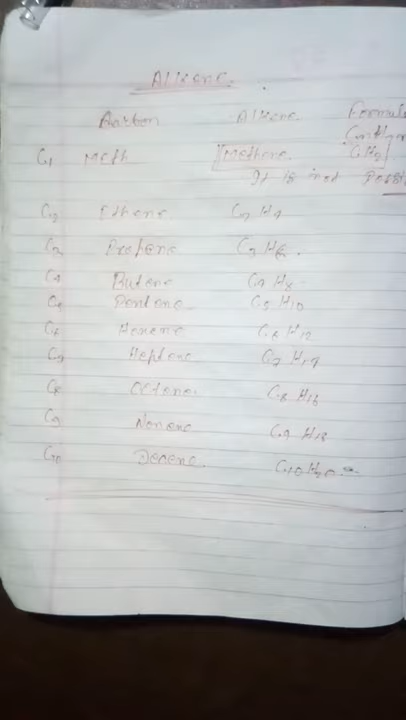 Alkene
Carbon Alkene Formula
C1 Meth [Methene CH2]
It is not
C2 Ethene C2H4
C3 Propene C3H6.
C4 Butene C4H8
C5 Pentene C5H10
C6 Hexene C6H12
C7 Heptene C7H14
C8 Octene C8H16
C9 Nonene C9H18
C10 Decene C10H20